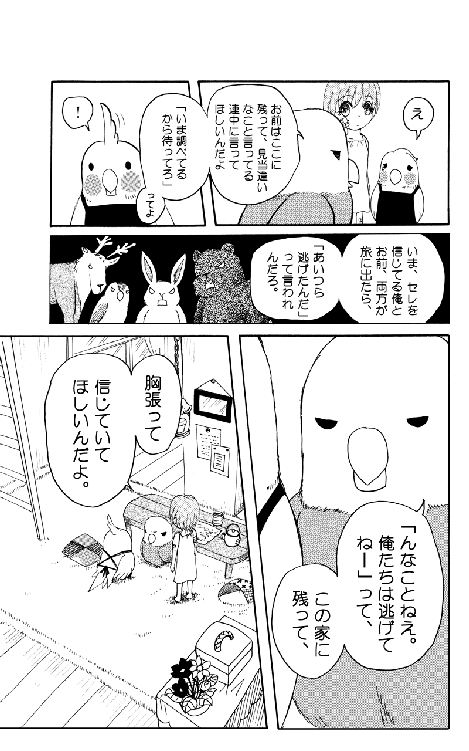 え
お前はここに
残って、見当違い
なこと言ってる
連中に言って
ほしいんだよ
「いま調べてる
から待ってろ」
ってよ
！
いま、セレを
信じてる俺と
お前、両方が
旅に出たら、
「あいつら
逃げたんだ」
って言われ
んだろ。
「んなことねえ。
俺たちは逃げて
ねー」って、
この家に
残って、
胸張って
信じていて
ほしいんだよ。